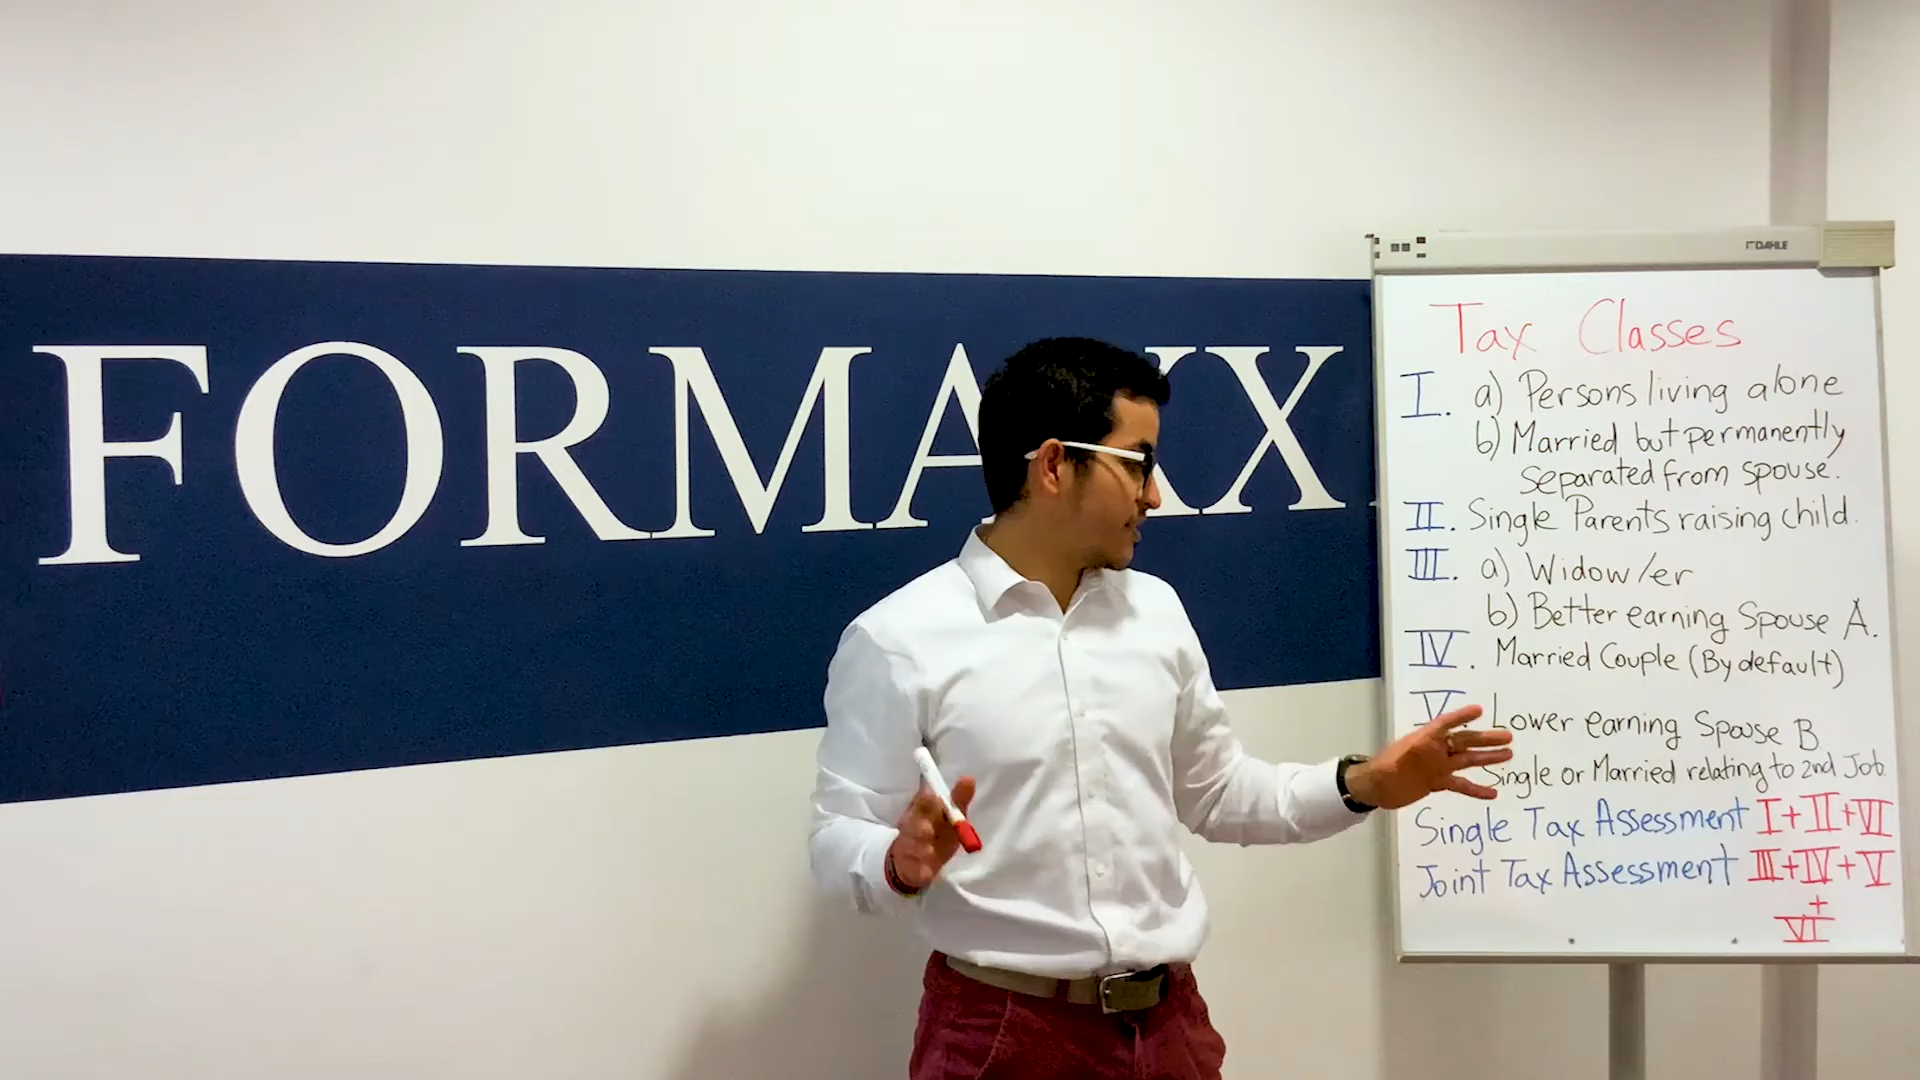 FORMAXX
DAHLE
Tax Classes
I. a) Persons living alone
b) Married but permanently
separated from spouse.
II. Single Parents raising child.
III. a) Widow/er
b) Better earning Spouse A.
IV. Married Couple (By default)
V. Lower earning Spouse B
Single or Married relating to 2nd Job.
Single Tax Assessment I+II+VI
Joint Tax Assessment III+IV+V
+
VI